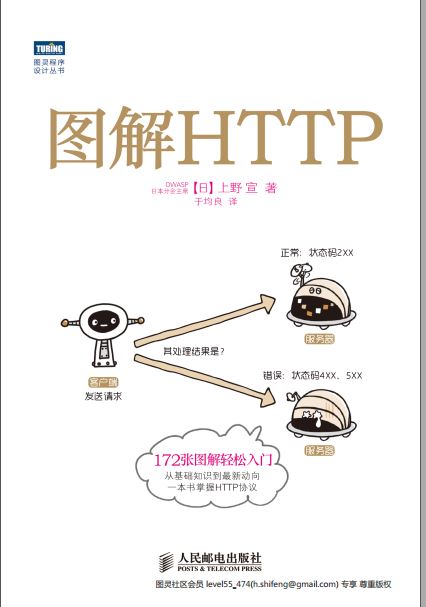 TURING
图灵程序
设计丛书
图解HTTP
OWASP
日本分会主席
【日】上野 宣 著
于均良 译
正常：状态码2XX
服务器
其处理结果是？
错误：状态码4XX、5XX
客户端
发送请求
服务器
172张图解轻松入门
从基础知识到最新动向
一本书掌握HTTP协议
人民邮电出版社
POSTS & TELECOM PRESS
图灵社区会员 level55_474(h.shifeng@gmail.com) 专享 尊重版权